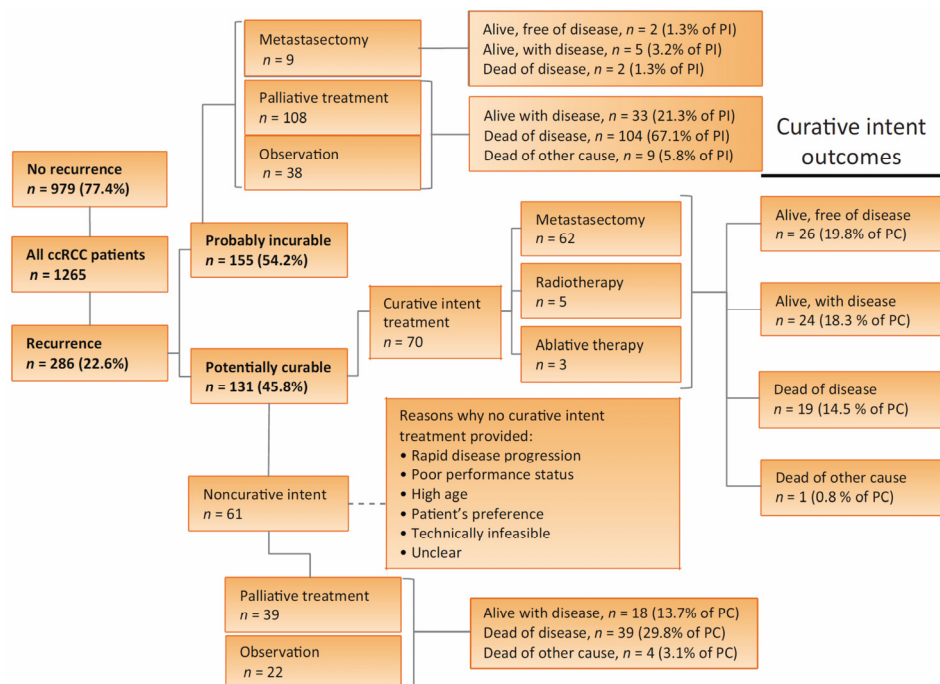 Metastasectomy
n = 9
Alive, free of disease, n = 2 (1.3% of PI)
Alive, with disease, n = 5 (3.2% of PI)
Dead of disease, n = 2 (1.3% of PI)
Palliative treatment
n = 108
Observation
n = 38
Alive with disease, n = 33 (21.3% of PI)
Dead of disease, n = 104 (67.1% of PI)
Dead of other cause, n = 9 (5.8% of PI)
Curative intent
outcomes
No recurrence
n = 979 (77.4%)
All ccRCC patients
n = 1265
Recurrence
n = 286 (22.6%)
Probably incurable
n = 155 (54.2%)
Potentially curable
n = 131 (45.8%)
Curative intent
treatment
n = 70
Metastasectomy
n = 62
Radiotherapy
n = 5
Ablative therapy
n = 3
Alive, free of disease
n = 26 (19.8% of PC)
Alive, with disease
n = 24 (18.3 % of PC)
Dead of disease
n = 19 (14.5 % of PC)
Dead of other cause
n = 1 (0.8 % of PC)
Noncurative intent
n = 61
Reasons why no curative intent
treatment provided:
• Rapid disease progression
• Poor performance status
• High age
• Patient's preference
• Technically infeasible
• Unclear
Palliative treatment
n = 39
Observation
n = 22
Alive with disease, n = 18 (13.7% of PC)
Dead of disease, n = 39 (29.8% of PC)
Dead of other cause, n = 4 (3.1% of PC)